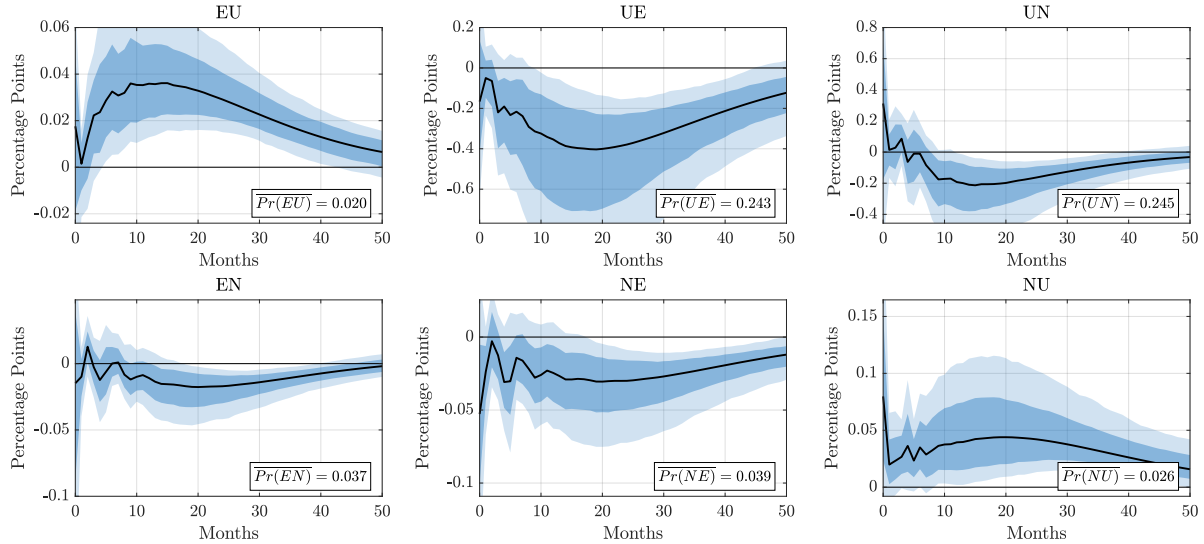 EU
Percentage Points
0.06
0.04
0.02
0
-0.02
0 10 20 30 40 50
Months
Pr(EU) = 0.020
UE
Percentage Points
0.2
0
-0.2
-0.4
-0.6
0 10 20 30 40 50
Months
Pr(UE) = 0.243
UN
Percentage Points
0.8
0.6
0.4
0.2
0
-0.2
-0.4
0 10 20 30 40 50
Months
Pr(UN) = 0.245
EN
Percentage Points
0
-0.05
-0.1
0 10 20 30 40 50
Months
Pr(EN) = 0.037
NE
Percentage Points
0
-0.05
-0.1
0 10 20 30 40 50
Months
Pr(NE) = 0.039
NU
Percentage Points
0.15
0.1
0.05
0
0 10 20 30 40 50
Months
Pr(NU) = 0.026